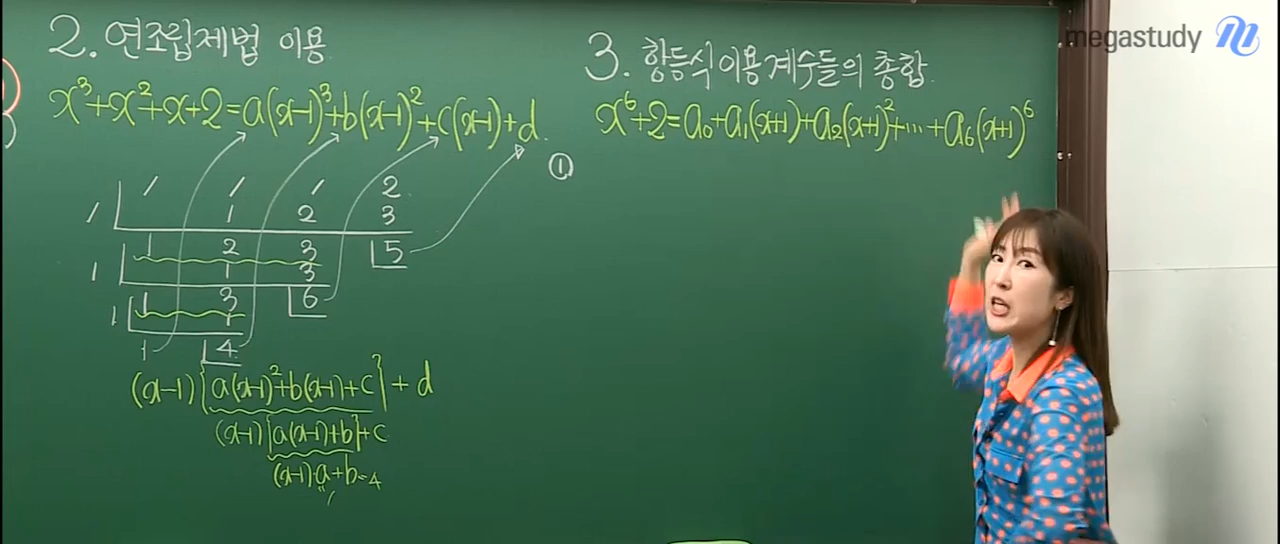 2. 연조립제법 이용
x³+x²+x+2=a(x-1)³+b(x-1)²+c(x-1)+d.
①
1 1 1 2
1 1 2 3
1 2 3 5
1 1 3
1 3 6
1 1
1 4
(x-1){a(x-1)²+b(x-1)+c}+d
(x-1){a(x-1)+b}+c
(x-1)·a+b=4
3. 항등식 이용 계수들의 총합.
x⁶+2=a₀+a₁(x+1)+a₂(x+1)²+⋯+a₆(x+1)⁶
megastudy